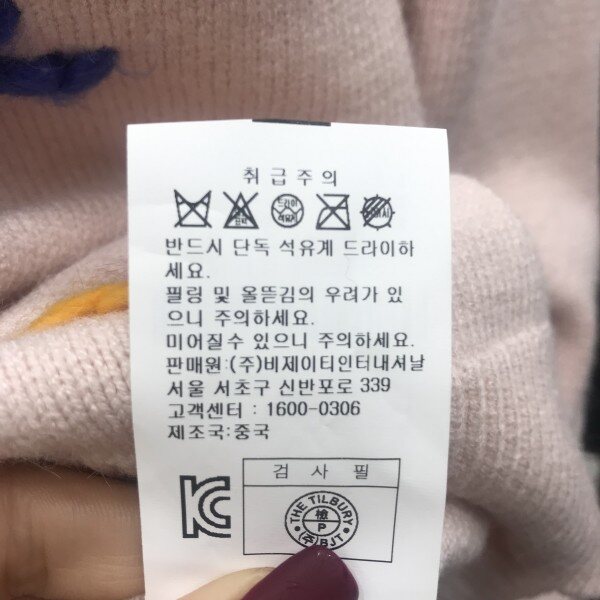 취급주의
드라이
석유계
반드시 단독 석유계 드라이하
세요.
필링 및 올뜯김의 우려가 있
으니 주의하세요.
미어질수 있으니 주의하세요.
판매원:(주)비제이티인터내셔날
서울 서초구 신반포로 339
고객센터 : 1600-0306
제조국:중국
검사필
THE TILBURY
檢
P
(주)BJT